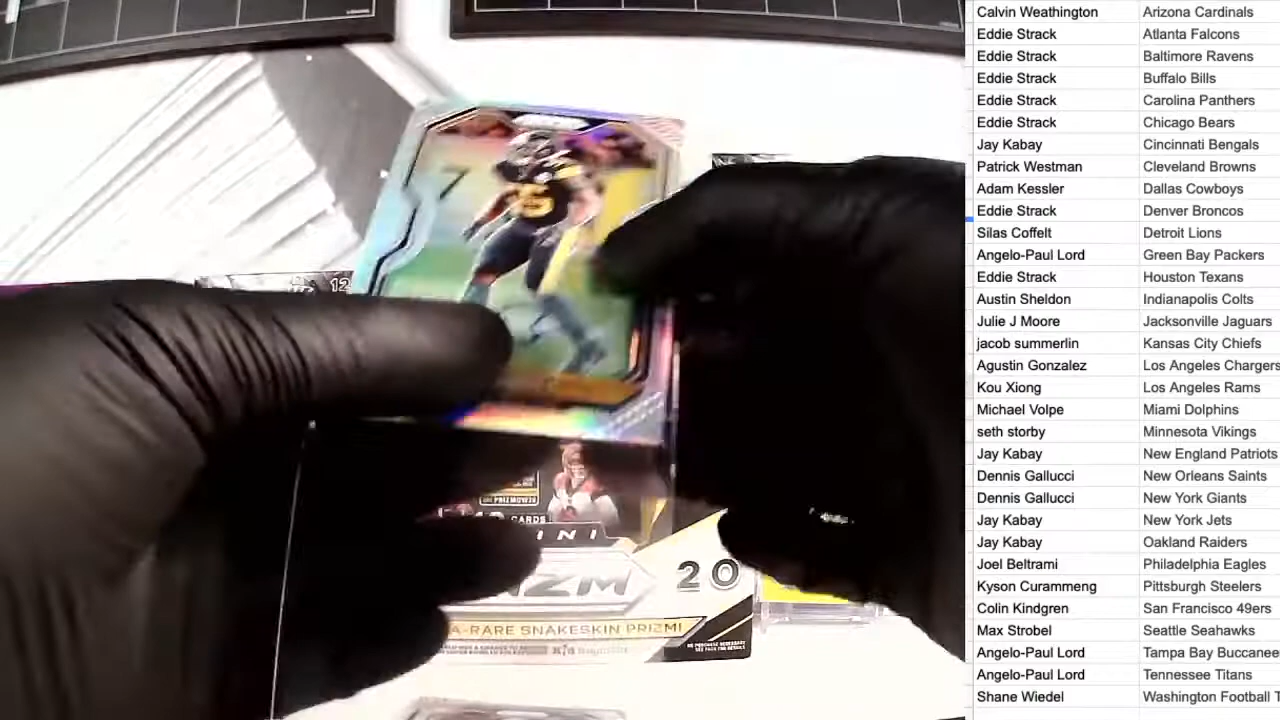 Calvin Weathington Arizona Cardinals
Eddie Strack Atlanta Falcons
Eddie Strack Baltimore Ravens
Eddie Strack Buffalo Bills
Eddie Strack Carolina Panthers
Eddie Strack Chicago Bears
Jay Kabay Cincinnati Bengals
Patrick Westman Cleveland Browns
Adam Kessler Dallas Cowboys
Eddie Strack Denver Broncos
Silas Coffelt Detroit Lions
Angelo-Paul Lord Green Bay Packers
Eddie Strack Houston Texans
Austin Sheldon Indianapolis Colts
Julie J Moore Jacksonville Jaguars
jacob summerlin Kansas City Chiefs
Agustin Gonzalez Los Angeles Chargers
Kou Xiong Los Angeles Rams
Michael Volpe Miami Dolphins
seth storby Minnesota Vikings
Jay Kabay New England Patriots
Dennis Gallucci New Orleans Saints
Dennis Gallucci New York Giants
Jay Kabay New York Jets
Jay Kabay Oakland Raiders
Joel Beltrami Philadelphia Eagles
Kyson Curammeng Pittsburgh Steelers
Colin Kindgren San Francisco 49ers
Max Strobel Seattle Seahawks
Angelo-Paul Lord Tampa Bay Buccanee
Angelo-Paul Lord Tennessee Titans
Shane Wiedel Washington Football T
12
CARDS
INI
ZM
20
A-RARE SNAKESKIN PRIZM!